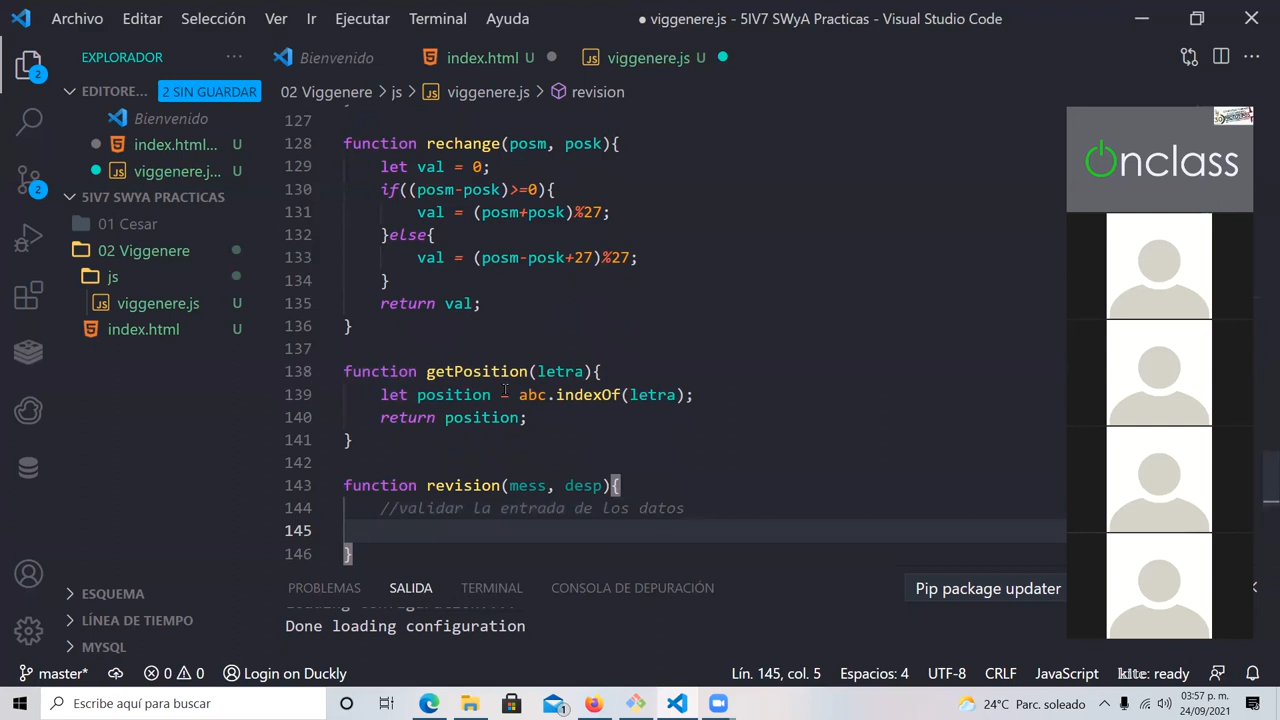 Archivo Editar Selección Ver Ir Ejecutar Terminal Ayuda ● viggenere.js - 5IV7 SWyA Practicas - Visual Studio Code
EXPLORADOR ···
Bienvenido
index.html U
viggenere.js U
EDITORE... 2 SIN GUARDAR
Bienvenido
index.html... U
viggenere.j... U
5IV7 SWYA PRACTICAS
01 Cesar
02 Viggenere
js
viggenere.js U
index.html U
ESQUEMA
LÍNEA DE TIEMPO
MYSQL
02 Viggenere > js > viggenere.js > revision
127
128 function rechange(posm, posk){
129 let val = 0;
130 if((posm-posk)>=0){
131 val = (posm+posk)%27;
132 }else{
133 val = (posm-posk+27)%27;
134 }
135 return val;
136 }
137
138 function getPosition(letra){
139 let position = abc.indexOf(letra);
140 return position;
141 }
142
143 function revision(mess, desp){
144 //validar la entrada de los datos
145
146 }
PROBLEMAS SALIDA TERMINAL CONSOLA DE DEPURACIÓN Pip package updater
Loading configuration...
Done loading configuration
onclass
2
2
master* 0 0 Login on Duckly Lín. 145, col. 5 Espacios: 4 UTF-8 CRLF JavaScript kite: ready
Escribe aquí para buscar 1 24°C Parc. soleado 03:57 p. m.
24/09/2021